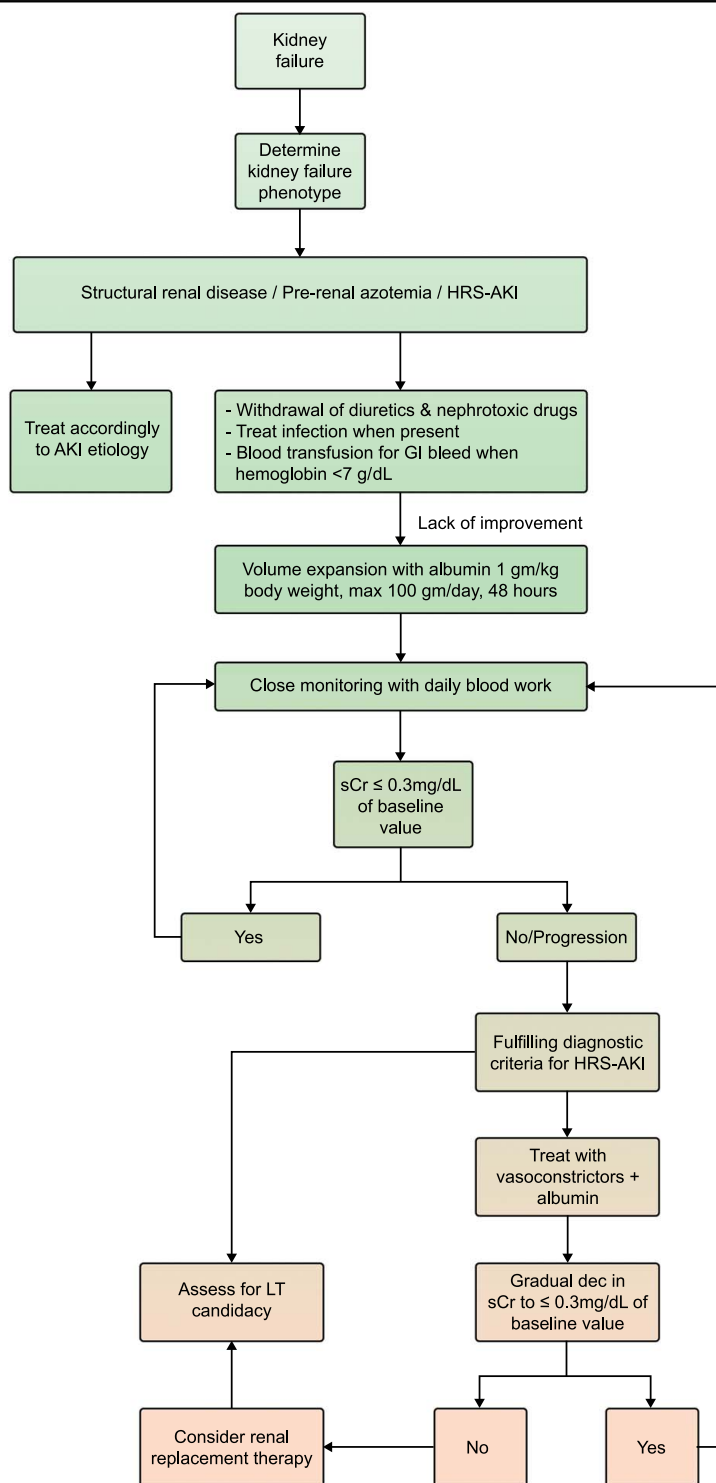 Kidney
failure
Determine
kidney failure
phenotype
Structural renal disease / Pre-renal azotemia / HRS-AKI
Treat accordingly
to AKI etiology
- Withdrawal of diuretics & nephrotoxic drugs
- Treat infection when present
- Blood transfusion for GI bleed when
hemoglobin <7 g/dL
Lack of improvement
Volume expansion with albumin 1 gm/kg
body weight, max 100 gm/day, 48 hours
Close monitoring with daily blood work
sCr ≤ 0.3mg/dL
of baseline
value
Yes
No/Progression
Fulfilling diagnostic
criteria for HRS-AKI
Treat with
vasoconstrictors +
albumin
Assess for LT
candidacy
Gradual dec in
sCr to ≤ 0.3mg/dL of
baseline value
Consider renal
replacement therapy
No
Yes